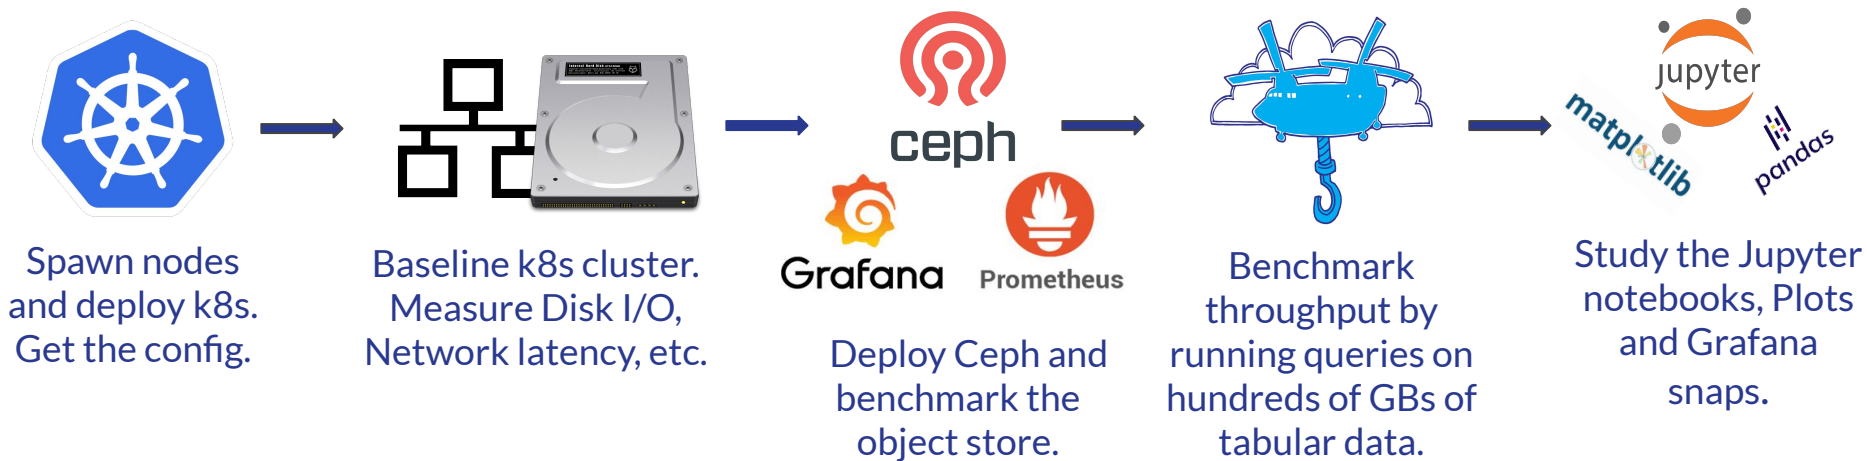 Spawn nodes
and deploy k8s.
Get the config.
Baseline k8s cluster.
Measure Disk I/O,
Network latency, etc.
ceph
Grafana
Prometheus
Deploy Ceph and
benchmark the
object store.
Benchmark
throughput by
running queries on
hundreds of GBs of
tabular data.
jupyter
matplotlib
pandas
Study the Jupyter
notebooks, Plots
and Grafana
snaps.